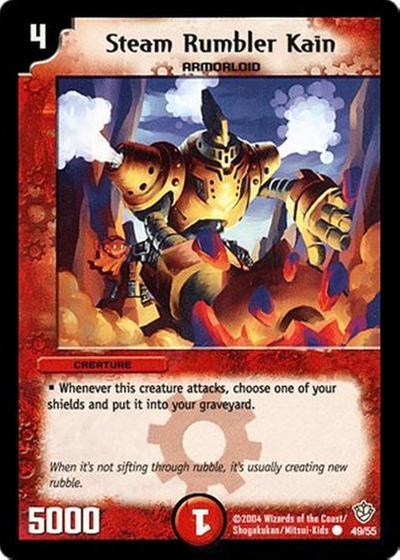 4
Steam Rumbler Kain
ARMORLOID
CREATURE
▪ Whenever this creature attacks, choose one of your
shields and put it into your graveyard.
When it's not sifting through rubble, it's usually creating new
rubble.
5000
1
©2004 Wizards of the Coast/
Shogakukan/Mitsui-Kids ● 49/55